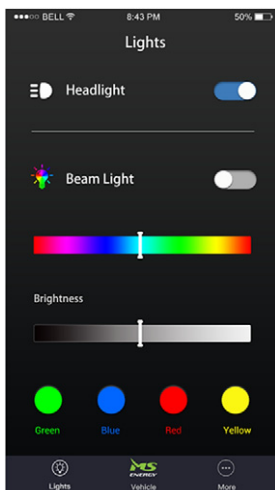 BELL 8:43 PM 50%
Lights
Headlight
Beam Light
Brightness
Green Blue Red Yellow
MS
ENERGY
Lights Vehicle More